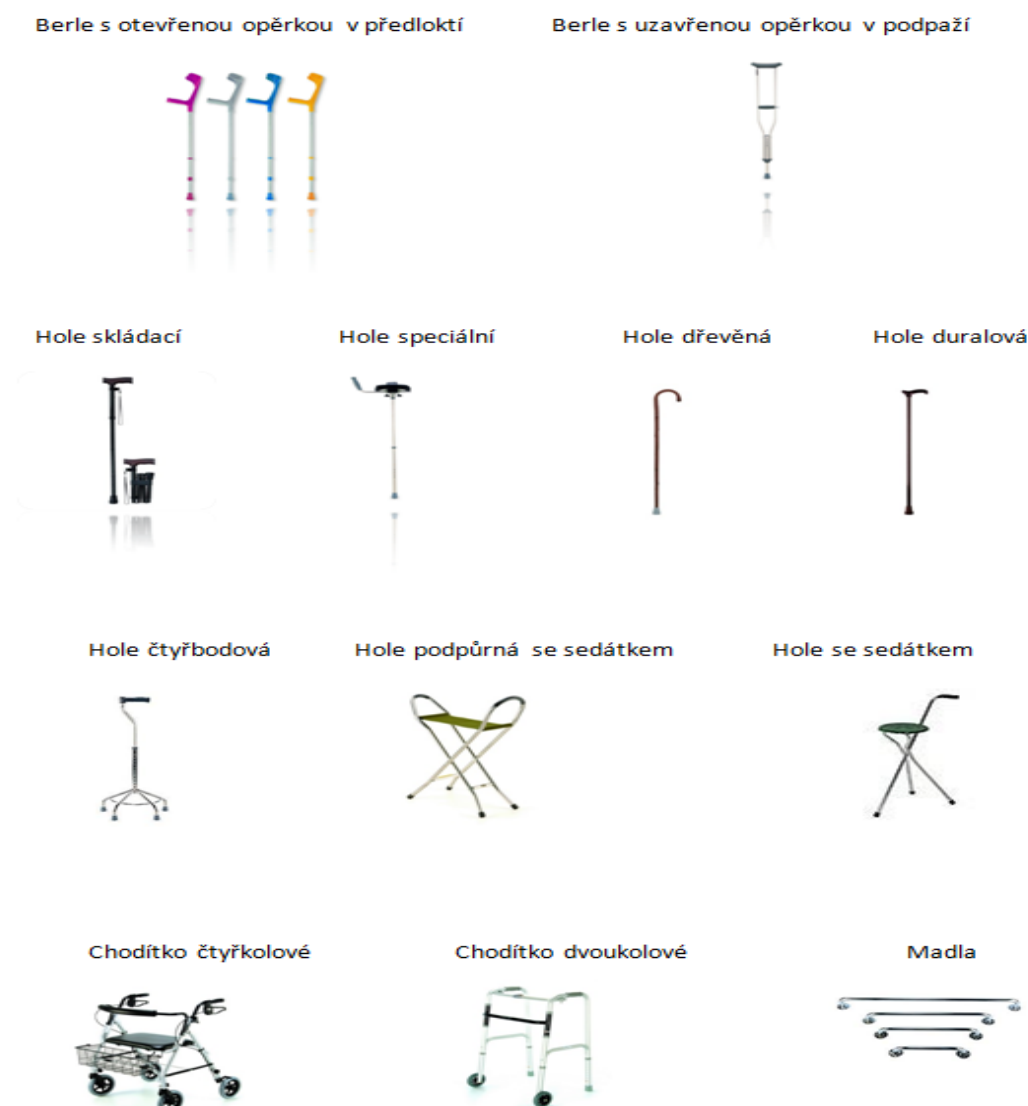 Berle s otevřenou opěrkou v předloktí
Berle s uzavřenou opěrkou v podpaží
Hole skládací
Hole speciální
Hole dřevěná
Hole duralová
Hole čtyřbodová
Hole podpůrná se sedátkem
Hole se sedátkem
Chodítko čtyřkolové
Chodítko dvoukolové
Madla